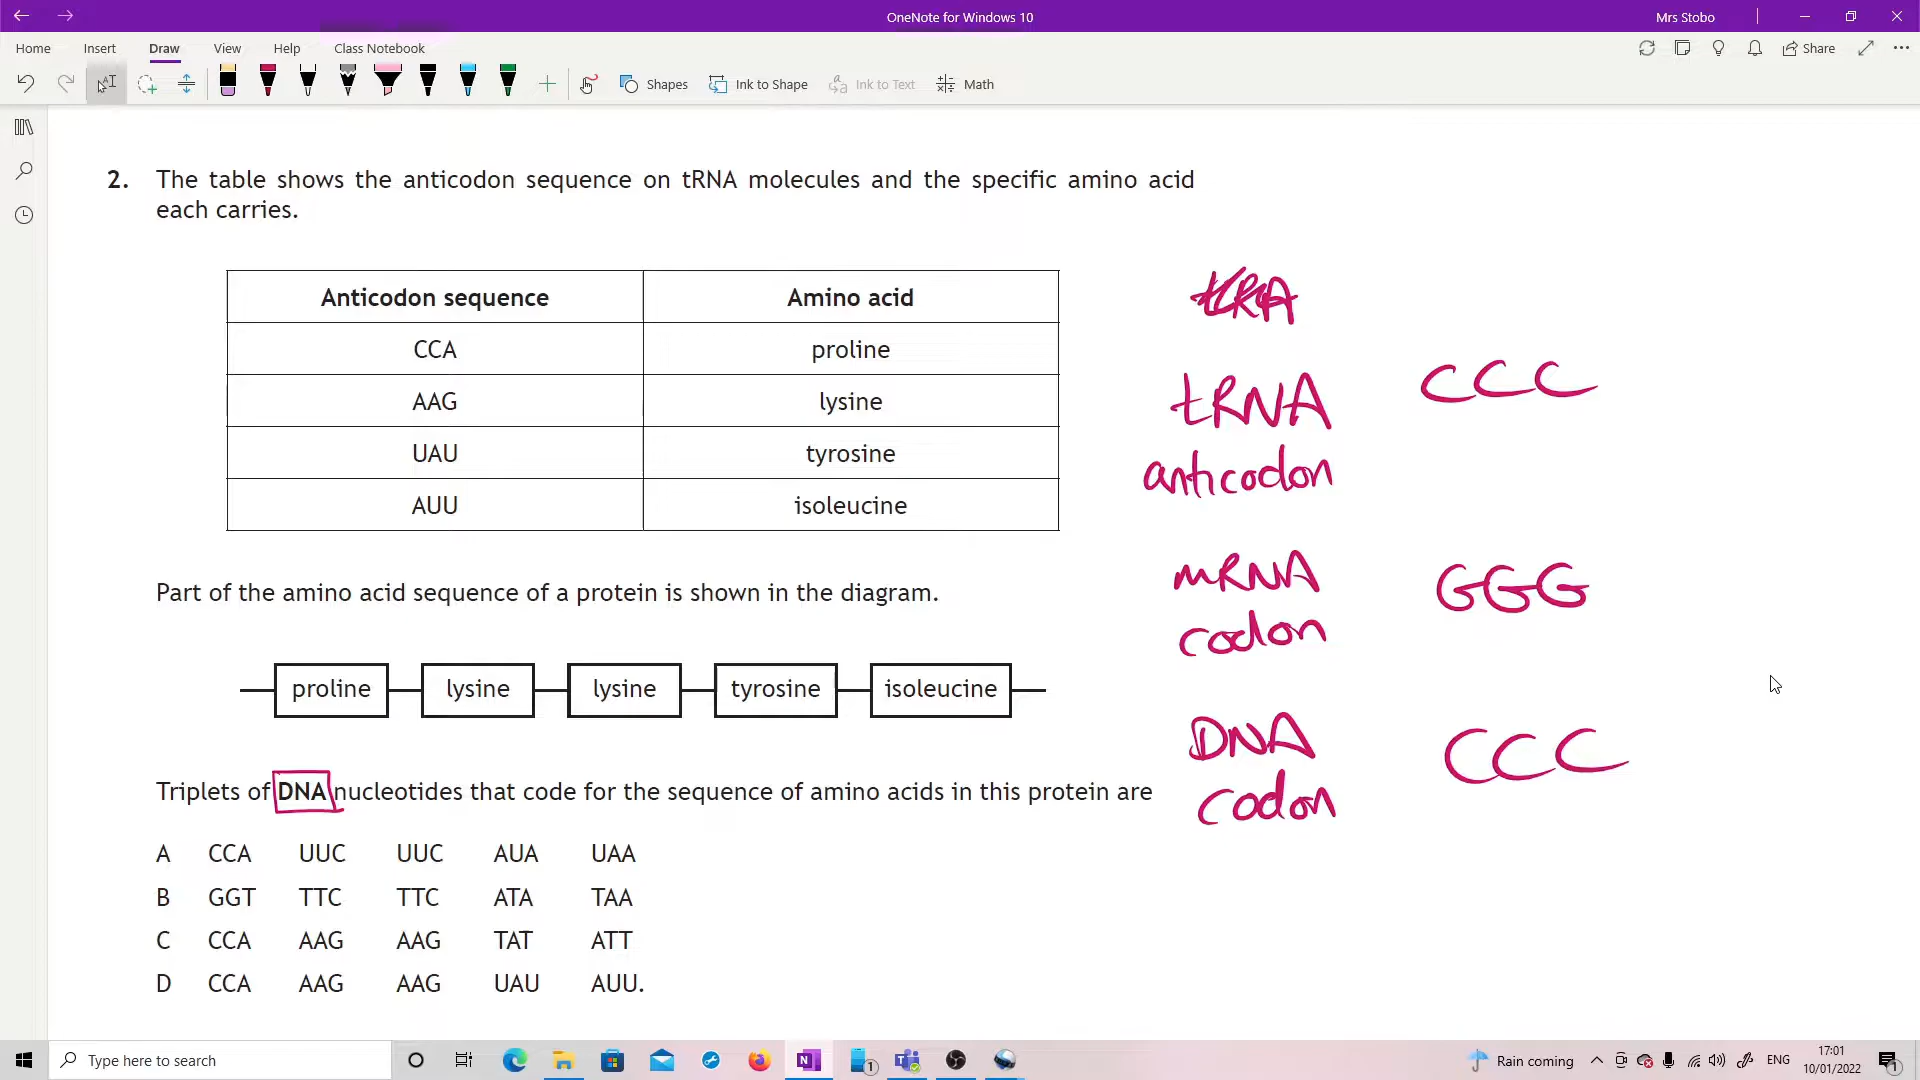 OneNote for Windows 10
Mrs Stobo
Home Insert Draw View Help Class Notebook
Share
Shapes Ink to Shape Ink to Text Math
2. The table shows the anticodon sequence on tRNA molecules and the specific amino acid
each carries.
Anticodon sequence Amino acid
CCA proline
AAG lysine
UAU tyrosine
AUU isoleucine
tRNA CCC
anticodon
Part of the amino acid sequence of a protein is shown in the diagram.
mRNA GGG
codon
proline lysine lysine tyrosine isoleucine
Triplets of DNA nucleotides that code for the sequence of amino acids in this protein are
DNA CCC
codon
A CCA UUC UUC AUA UAA
B GGT TTC TTC ATA TAA
C CCA AAG AAG TAT ATT
D CCA AAG AAG UAU AUU.
Type here to search
Rain coming
ENG
17:01
10/01/2022